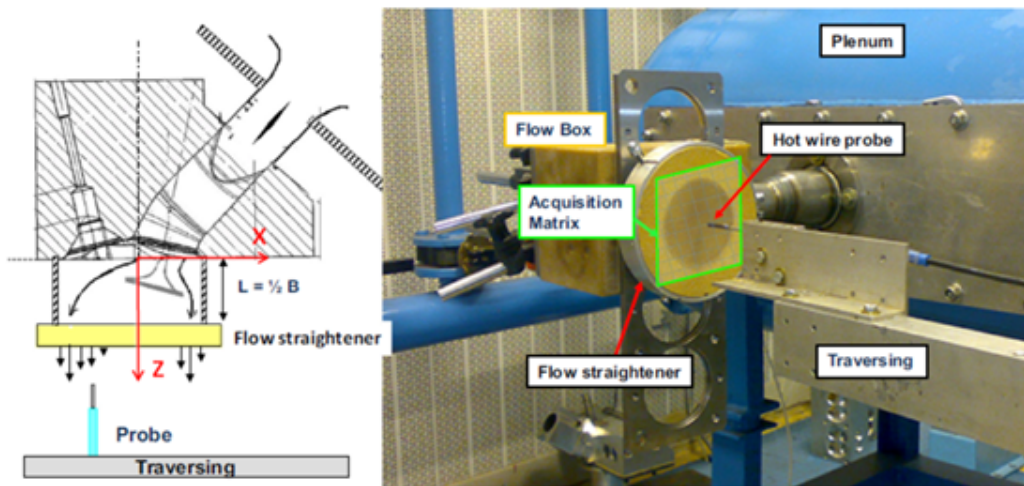 X
L = ½ B
Flow straightener
Z
Probe
Traversing
Plenum
Flow Box
Hot wire probe
Acquisition
Matrix
Flow straightener
Traversing